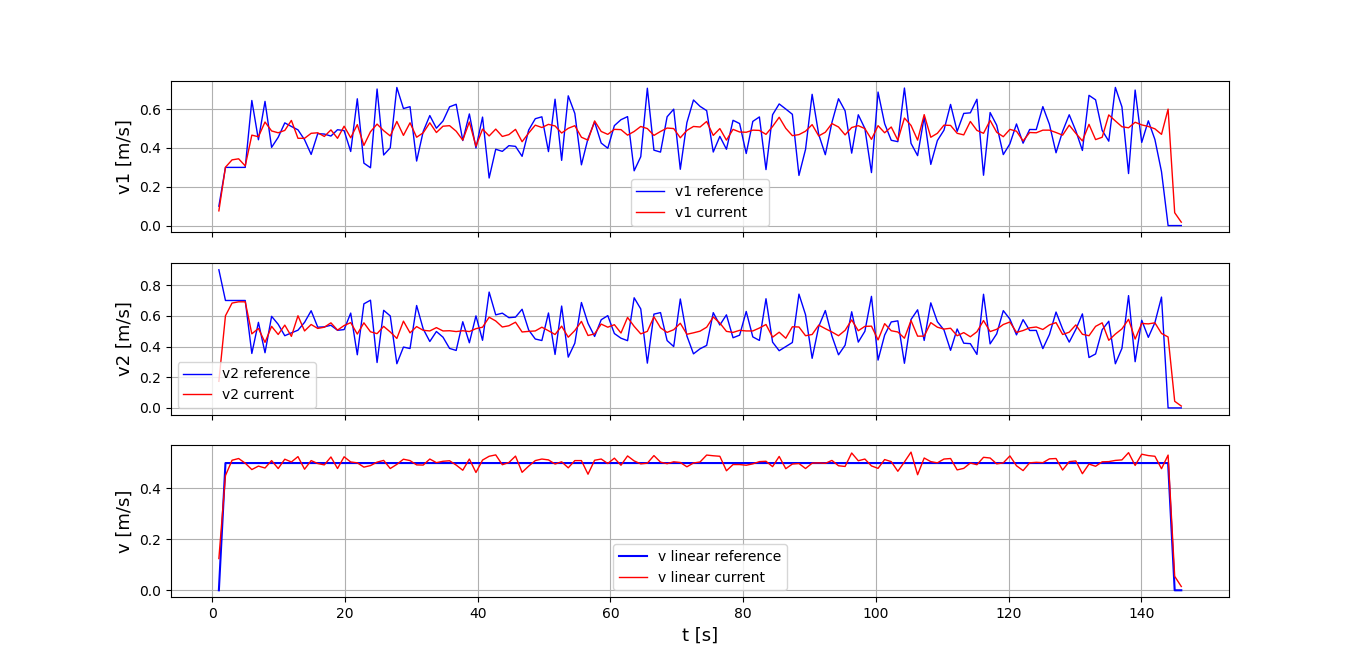 v1 [m/s]
0.6
0.4
0.2
0.0
v1 reference
v1 current
v2 [m/s]
0.8
0.6
0.4
0.2
0.0
v2 reference
v2 current
v [m/s]
0.4
0.2
0.0
v linear reference
v linear current
0 20 40 60 80 100 120 140
t [s]